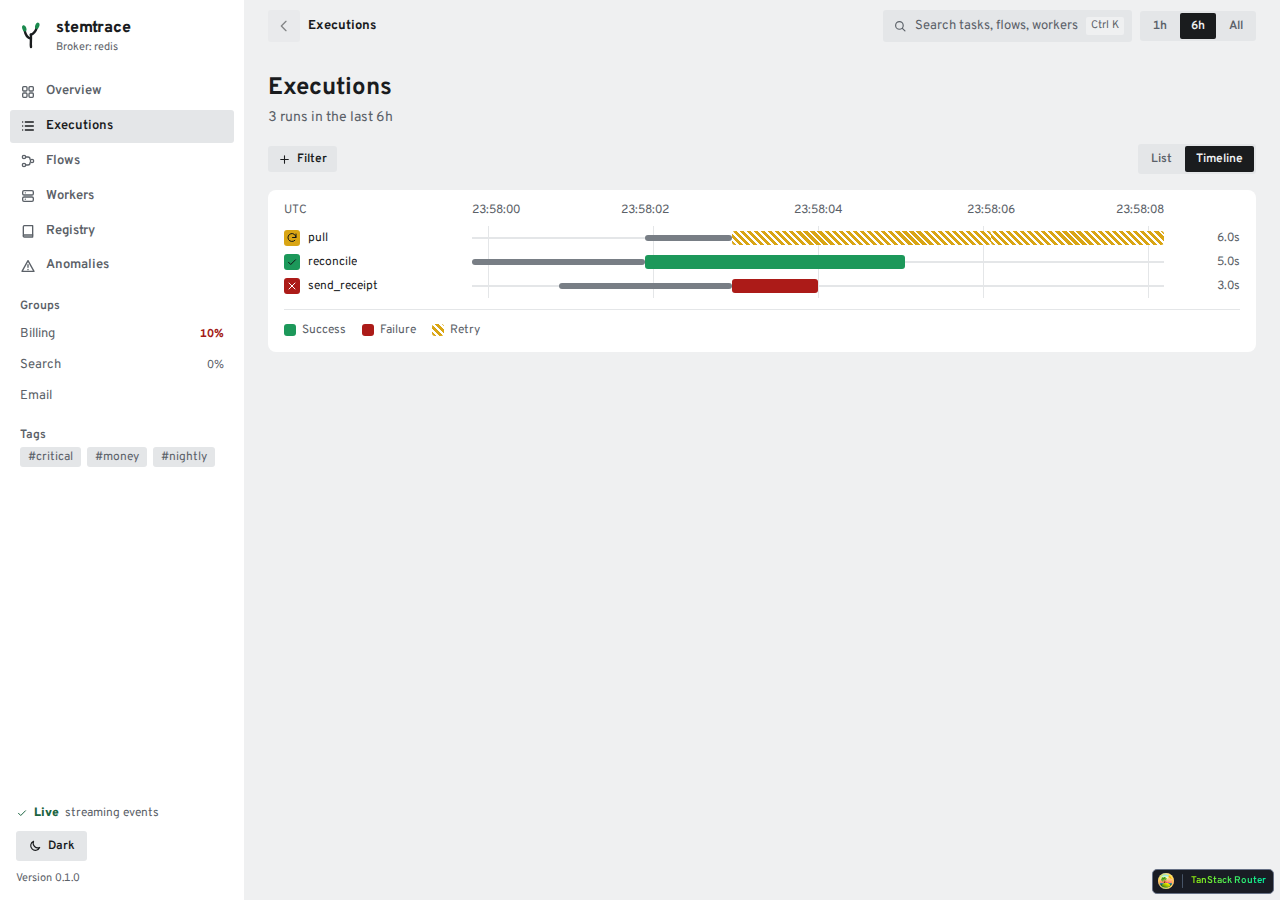 stemtrace
Broker: redis
Overview
Executions
Flows
Workers
Registry
Anomalies
Groups
Billing 10%
Search 0%
Email
Tags
#critical #money #nightly
Live streaming events
Dark
Version 0.1.0
Executions
Search tasks, flows, workers Ctrl K
1h 6h All
Executions
3 runs in the last 6h
Filter
List Timeline
UTC 23:58:00 23:58:02 23:58:04 23:58:06 23:58:08
pull 6.0s
reconcile 5.0s
send_receipt 3.0s
Success Failure Retry
TanStack Router